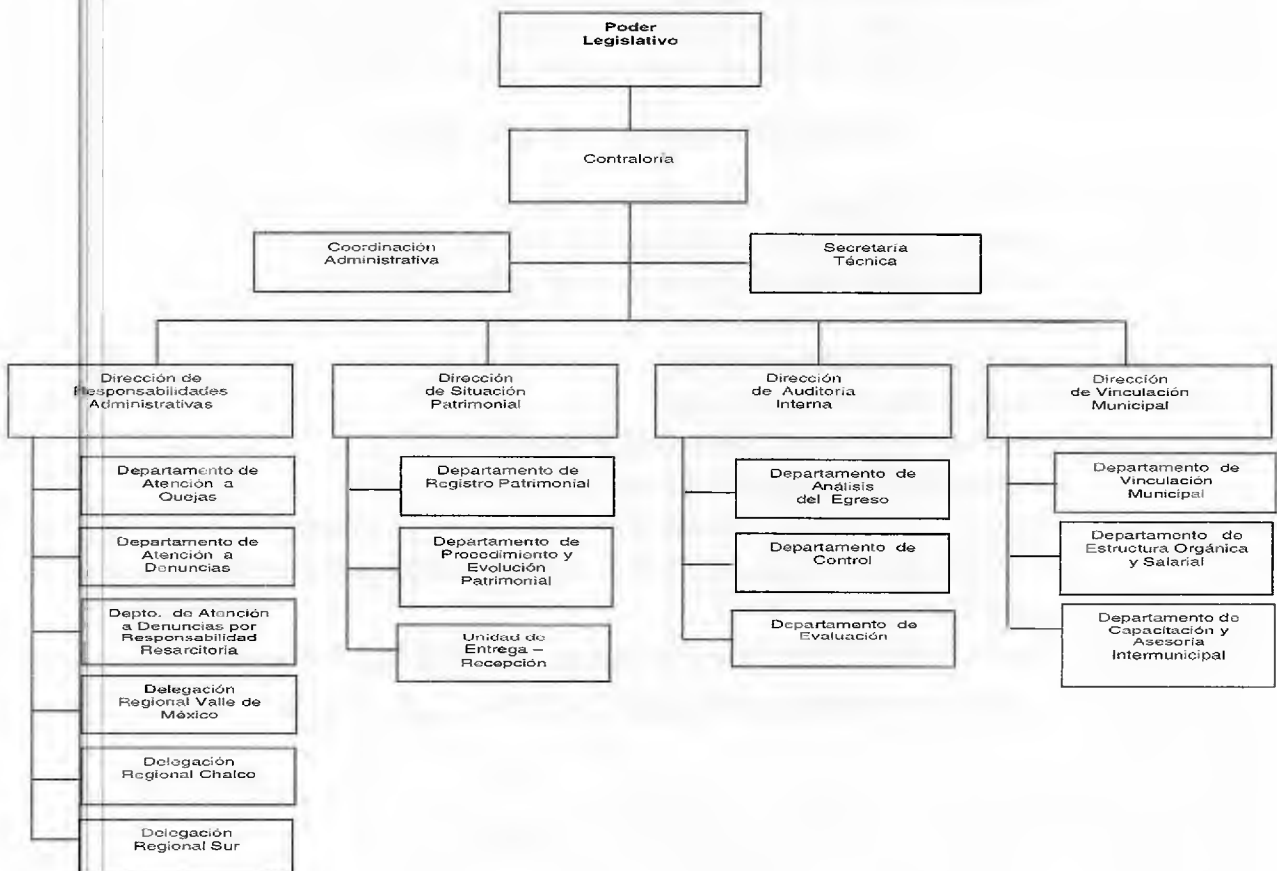 Poder
Legislativo
Contraloría
Coordinación
Administrativa
Secretaría
Técnica
Dirección de
Responsabilidades
Administrativas
Departamento de
Atención a
Quejas
Departamento de
Atención a
Denuncias
Depto. de Atención
a Denuncias por
Responsabilidad
Resarcitoria
Delegación
Regional Valle de
México
Delegación
Regional Chalco
Delegación
Regional Sur
Dirección
de Situación
Patrimonial
Departamento de
Registro Patrimonial
Departamento de
Procedimiento y
Evolución
Patrimonial
Unidad de
Entrega –
Recepción
Dirección
de Auditoria
Interna
Departamento de
Análisis
del Egreso
Departamento de
Control
Departamento de
Evaluación
Dirección
de Vinculación
Municipal
Departamento de
Vinculación
Municipal
Departamento de
Estructura Orgánica
y Salarial
Departamento de
Capacitación y
Asesoría
Intermunicipal